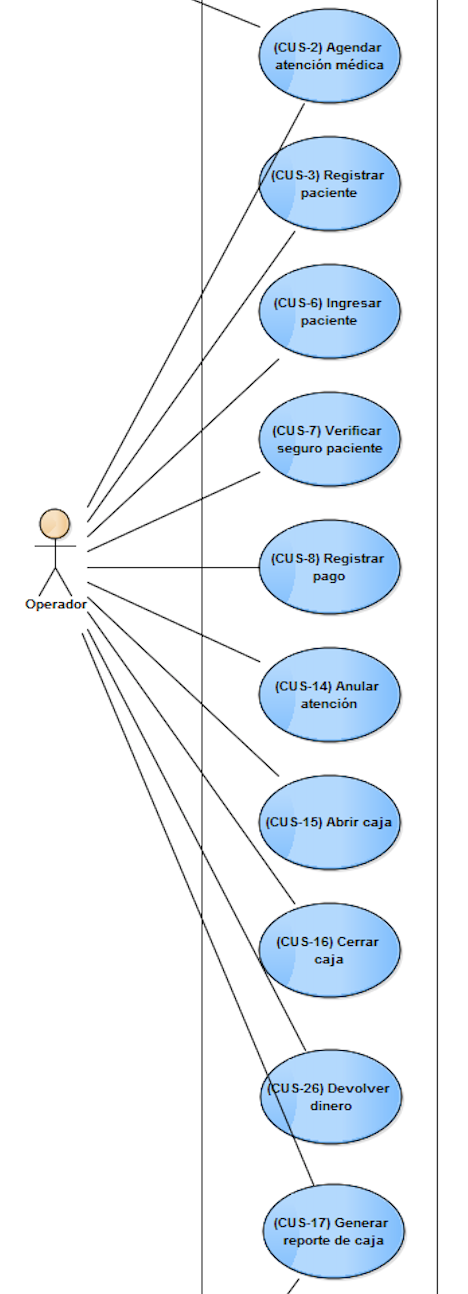 (CUS-2) Agendar
atención médica
(CUS-3) Registrar
paciente
(CUS-6) Ingresar
paciente
(CUS-7) Verificar
seguro paciente
(CUS-8) Registrar
pago
Operador
(CUS-14) Anular
atención
(CUS-15) Abrir caja
(CUS-16) Cerrar
caja
(CUS-26) Devolver
dinero
(CUS-17) Generar
reporte de caja